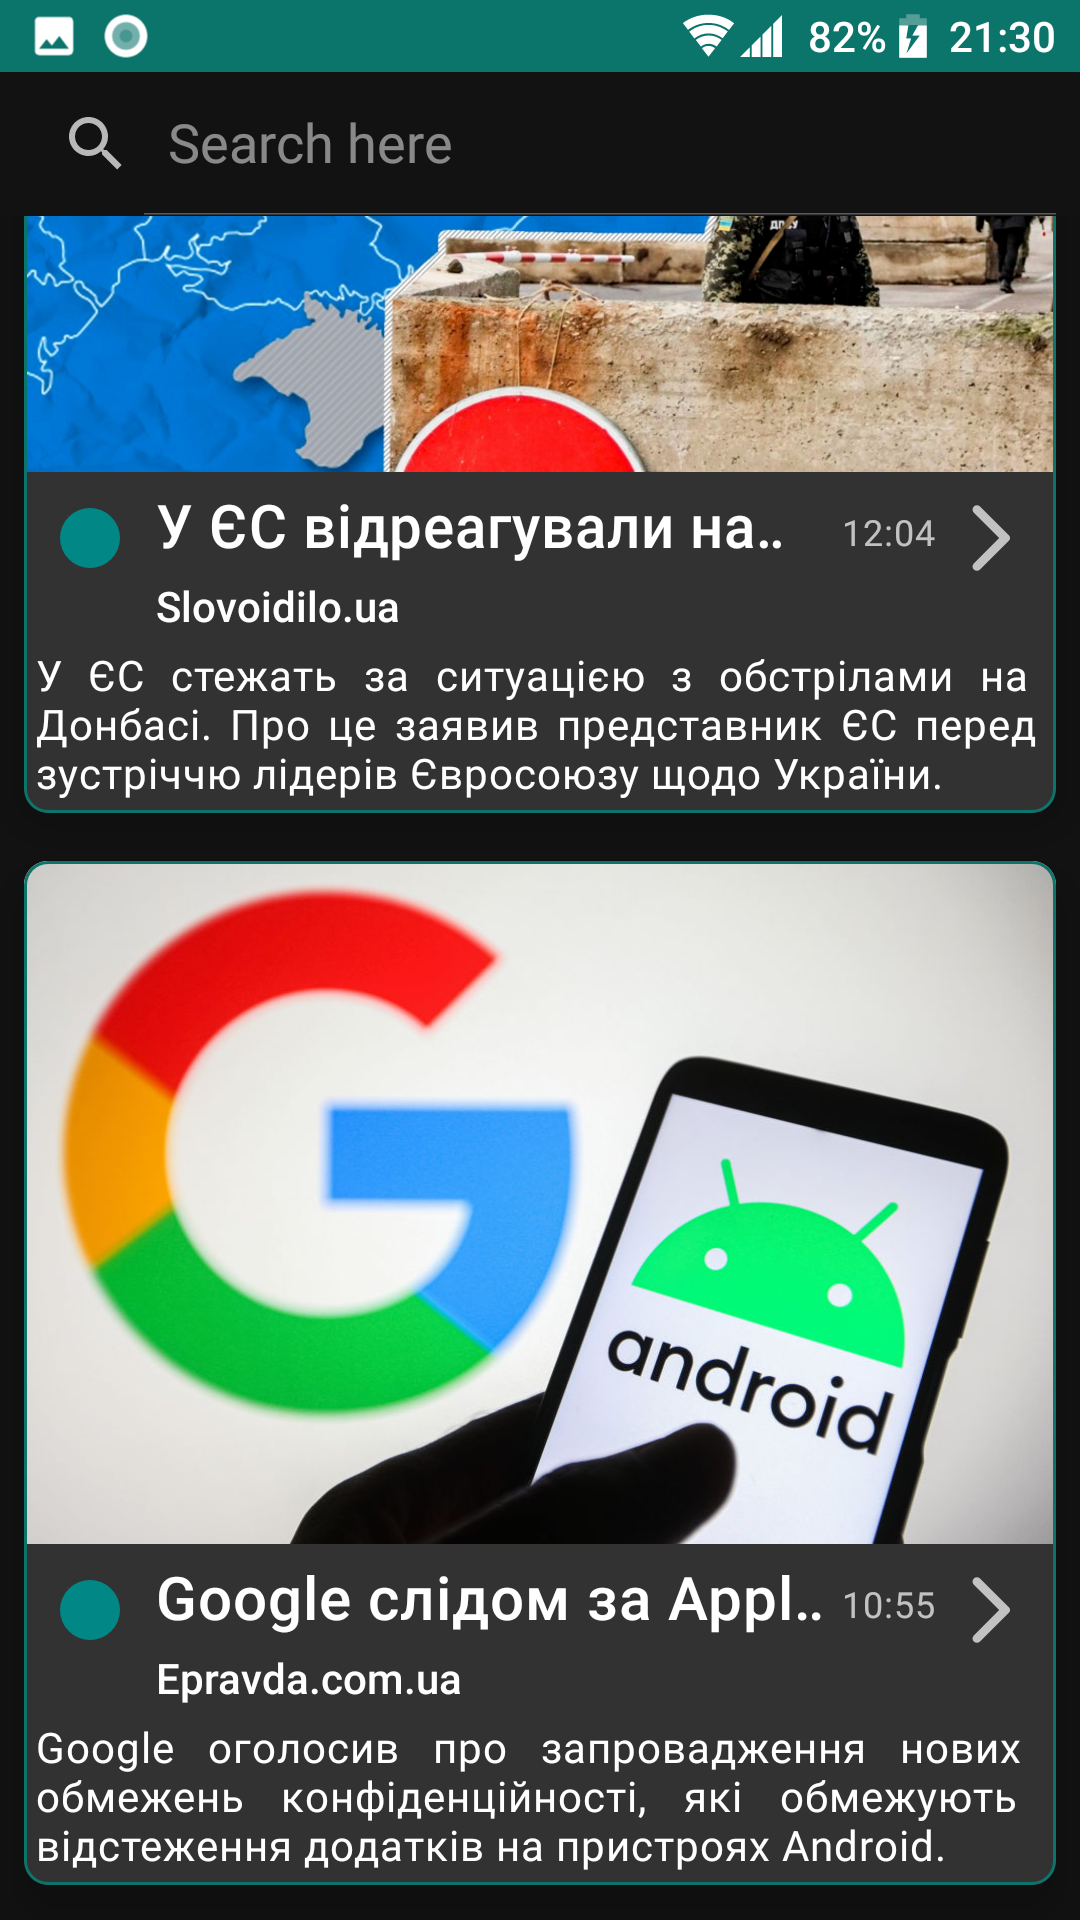 82% 21:30
Search here
ДПСУ
У ЄС відреагували на.. 12:04
Slovoidilo.ua
У ЄС стежать за ситуацією з обстрілами на
Донбасі. Про це заявив представник ЄС перед
зустріччю лідерів Євросоюзу щодо України.
android
Google слідом за Appl.. 10:55
Epravda.com.ua
Google оголосив про запровадження нових
обмежень конфіденційності, які обмежують
відстеження додатків на пристроях Android.